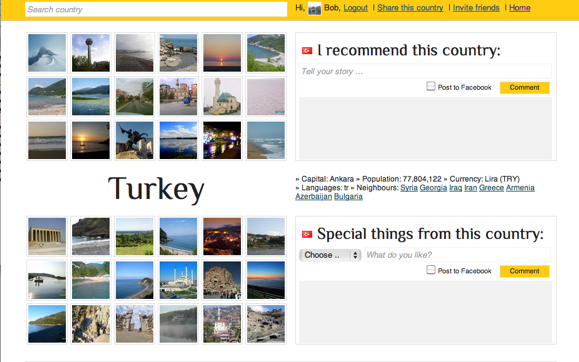 Search country
Hi, Bob, Logout | Share this country | Invite friends | Home
I recommend this country:
Tell your story ...
Post to Facebook Comment
Turkey
» Capital: Ankara » Population: 77,804,122 » Currency: Lira (TRY)
» Languages: tr » Neighbours: Syria Georgia Iraq Iran Greece Armenia
Azerbaijan Bulgaria
Special things from this country:
Choose .. What do you like?
Post to Facebook Comment